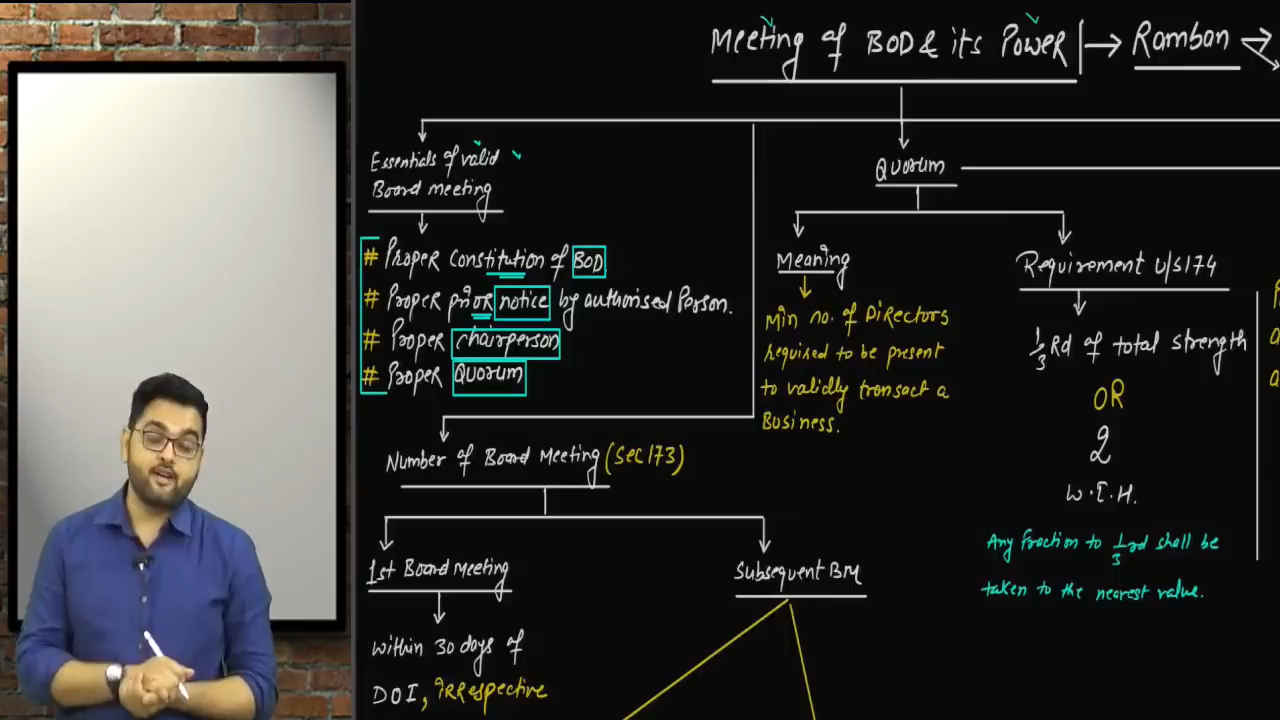 Meeting of BOD & its Power → Ramban
Essentials of valid
Board meeting
# Proper Constitution of BOD
# Proper prior notice by authorised Person.
# Proper chairperson
# Proper Quorum
Number of Board Meeting (Sec 173)
1st Board Meeting
within 30 days of
DOI, irrespective
Subsequent BM
Quorum
Meaning
Min no. of Directors
required to be present
to validly transact a
Business.
Requirement U/S 174
1/3 Rd of total strength
OR
2
W.I.H.
Any fraction to 1/3rd shall be
taken to the nearest value.